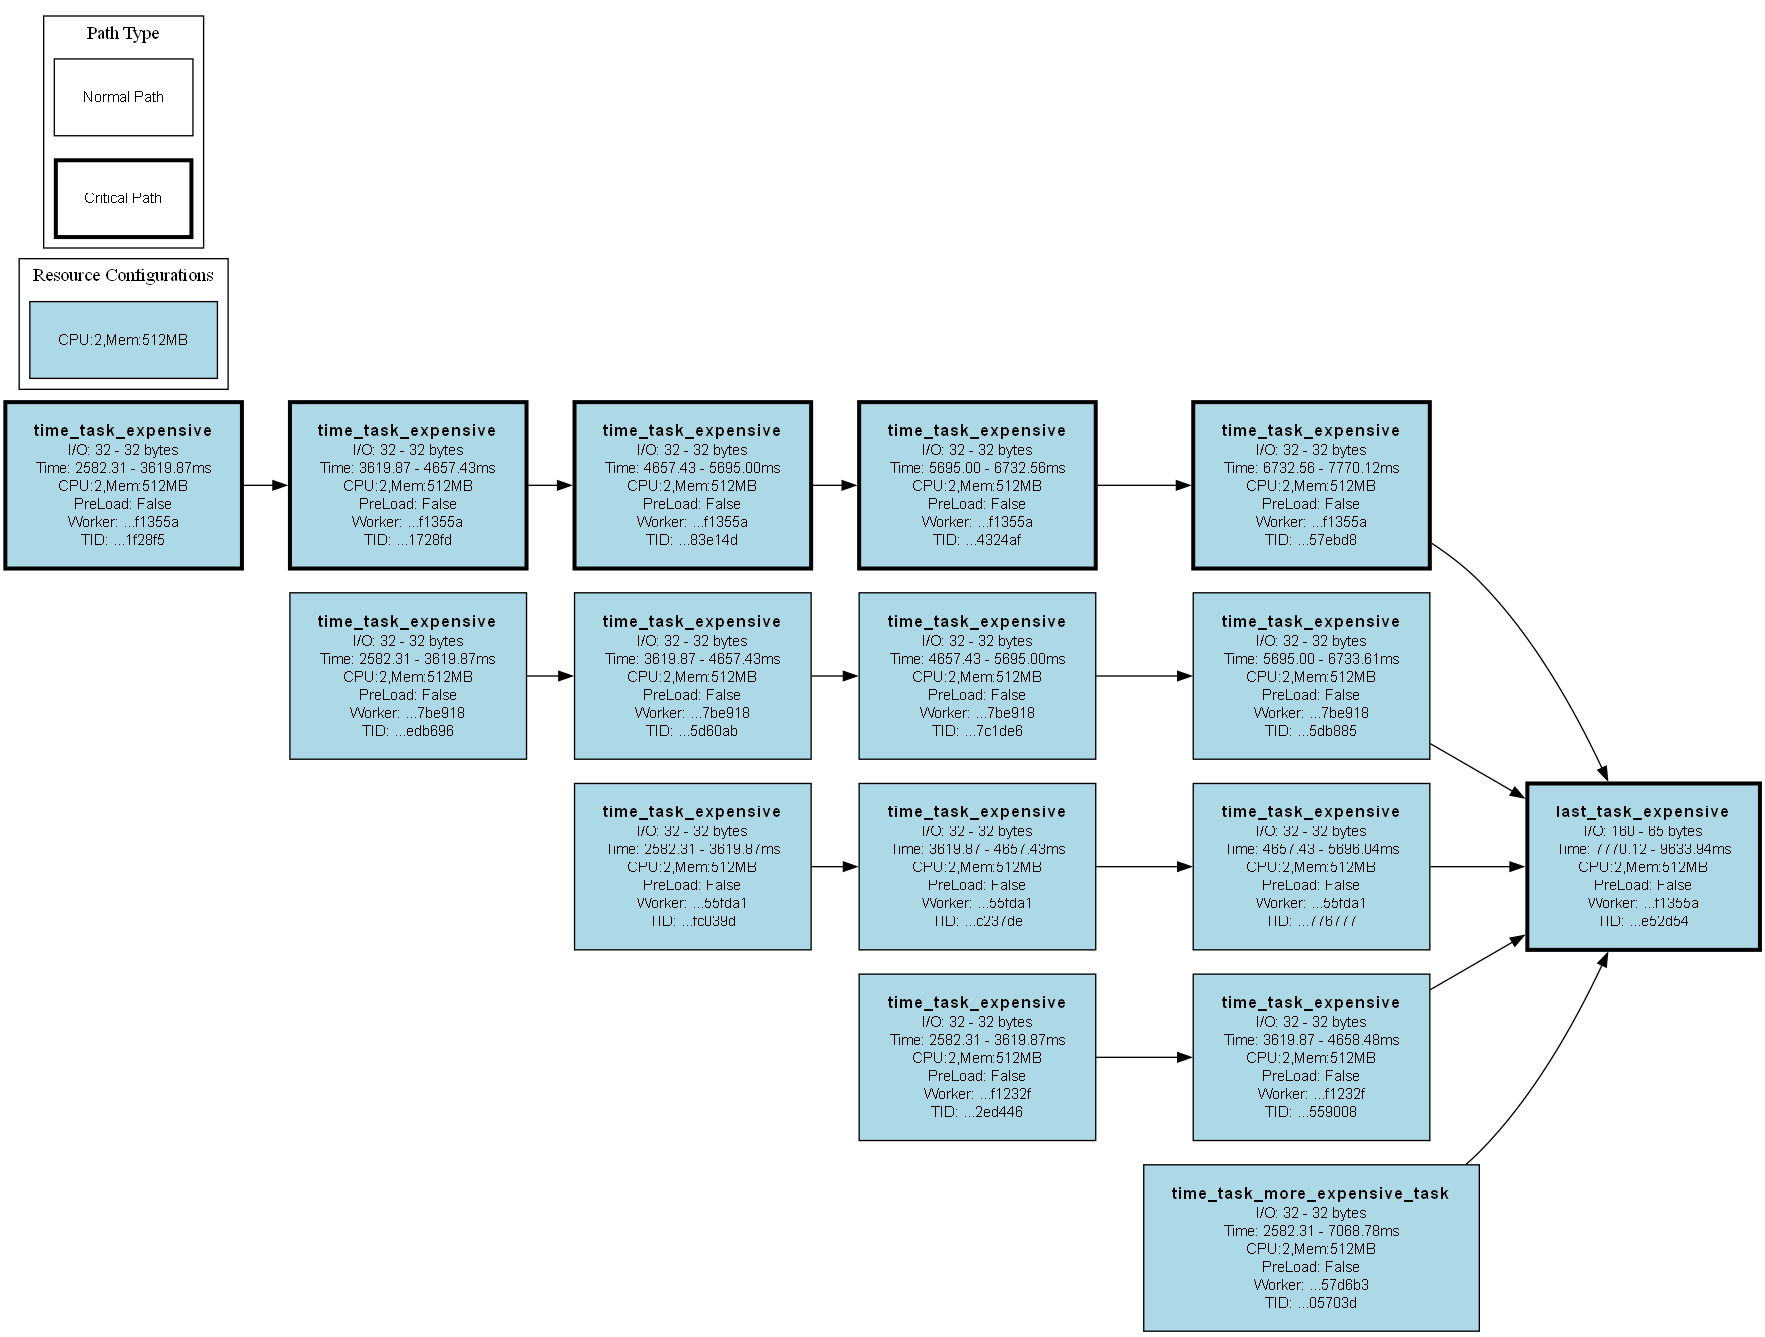 Path Type
Normal Path
Critical Path
Resource Configurations
CPU:2,Mem:512MB
time_task_expensive
I/O: 32 - 32 bytes
Time: 2582.31 - 3619.87ms
CPU:2,Mem:512MB
PreLoad: False
Worker: ...f1355a
TID: ...1f28f5
time_task_expensive
I/O: 32 - 32 bytes
Time: 3619.87 - 4657.43ms
CPU:2,Mem:512MB
PreLoad: False
Worker: ...f1355a
TID: ...1728fd
time_task_expensive
I/O: 32 - 32 bytes
Time: 4657.43 - 5695.00ms
CPU:2,Mem:512MB
PreLoad: False
Worker: ...f1355a
TID: ...83e14d
time_task_expensive
I/O: 32 - 32 bytes
Time: 5695.00 - 6732.56ms
CPU:2,Mem:512MB
PreLoad: False
Worker: ...f1355a
TID: ...4324af
time_task_expensive
I/O: 32 - 32 bytes
Time: 6732.56 - 7770.12ms
CPU:2,Mem:512MB
PreLoad: False
Worker: ...f1355a
TID: ...57ebd8
time_task_expensive
I/O: 32 - 32 bytes
Time: 2582.31 - 3619.87ms
CPU:2,Mem:512MB
PreLoad: False
Worker: ...7be918
TID: ...edb696
time_task_expensive
I/O: 32 - 32 bytes
Time: 3619.87 - 4657.43ms
CPU:2,Mem:512MB
PreLoad: False
Worker: ...7be918
TID: ...5d60ab
time_task_expensive
I/O: 32 - 32 bytes
Time: 4657.43 - 5695.00ms
CPU:2,Mem:512MB
PreLoad: False
Worker: ...7be918
TID: ...7c1de6
time_task_expensive
I/O: 32 - 32 bytes
Time: 5695.00 - 6733.61ms
CPU:2,Mem:512MB
PreLoad: False
Worker: ...7be918
TID: ...5db885
time_task_expensive
I/O: 32 - 32 bytes
Time: 2582.31 - 3619.87ms
CPU:2,Mem:512MB
PreLoad: False
Worker: ...55fda1
TID: ...fc039d
time_task_expensive
I/O: 32 - 32 bytes
Time: 3619.87 - 4657.43ms
CPU:2,Mem:512MB
PreLoad: False
Worker: ...55fda1
TID: ...c237de
time_task_expensive
I/O: 32 - 32 bytes
Time: 4657.43 - 5696.04ms
CPU:2,Mem:512MB
PreLoad: False
Worker: ...55fda1
TID: ...776777
last_task_expensive
I/O: 160 - 65 bytes
Time: 7770.12 - 9633.94ms
CPU:2,Mem:512MB
PreLoad: False
Worker: ...f1355a
TID: ...e52d54
time_task_expensive
I/O: 32 - 32 bytes
Time: 2582.31 - 3619.87ms
CPU:2,Mem:512MB
PreLoad: False
Worker: ...f1232f
TID: ...2ed446
time_task_expensive
I/O: 32 - 32 bytes
Time: 3619.87 - 4658.48ms
CPU:2,Mem:512MB
PreLoad: False
Worker: ...f1232f
TID: ...559008
time_task_more_expensive_task
I/O: 32 - 32 bytes
Time: 2582.31 - 7068.78ms
CPU:2,Mem:512MB
PreLoad: False
Worker: ...57d6b3
TID: ...05703d